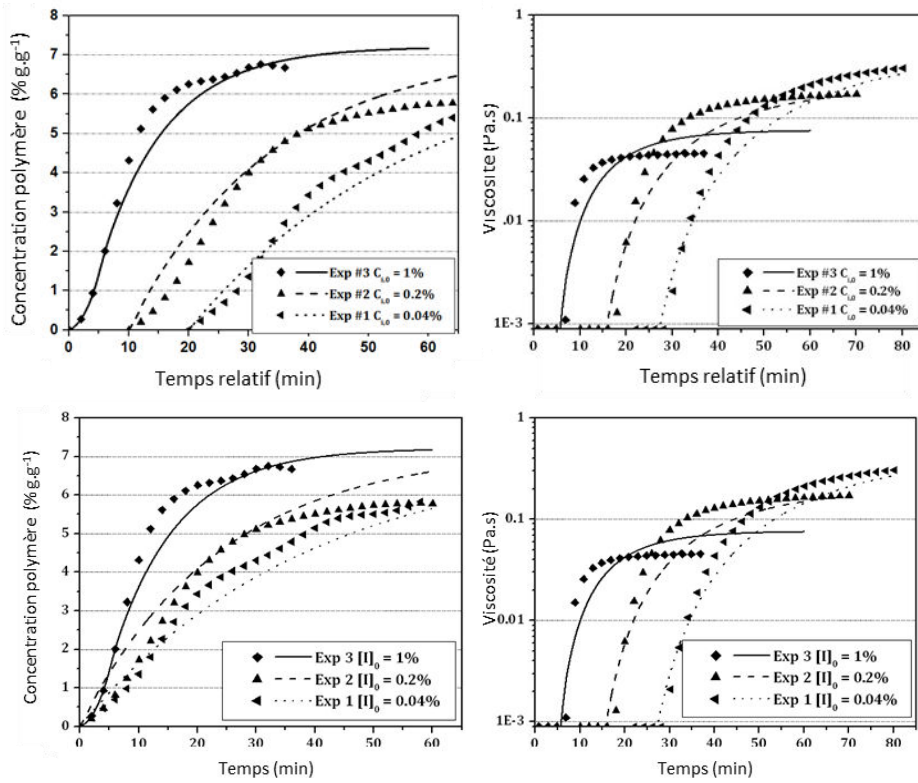 Concentration polymère (% g.g⁻¹)
8
7
6
5
4
3
2
1
0
0 10 20 30 40 50 60
Temps relatif (min)
Exp #3 Cᵢ,₀ = 1%
Exp #2 Cᵢ,₀ = 0.2%
Exp #1 Cᵢ,₀ = 0.04%
Viscosite (Pa.s)
1
0.1
.01
1E-3
0 10 20 30 40 50 60 70 80
Temps relatif (min)
Exp #3 Cᵢ,₀ = 1%
Exp #2 Cᵢ,₀ = 0.2%
Exp #1 Cᵢ,₀ = 0.04%
Concentration polymère (% g.g⁻¹)
8
7
6
5
4
3
2
1
0
0 10 20 30 40 50 60
Temps (min)
Exp 3 [I]₀ = 1%
Exp 2 [I]₀ = 0.2%
Exp 1 [I]₀ = 0.04%
Viscosité (Pa.s)
1
0.1
0.01
1E-3
0 10 20 30 40 50 60 70 80
Temps (min)
Exp 3 [I]₀ = 1%
Exp 2 [I]₀ = 0.2%
Exp 1 [I]₀ = 0.04%